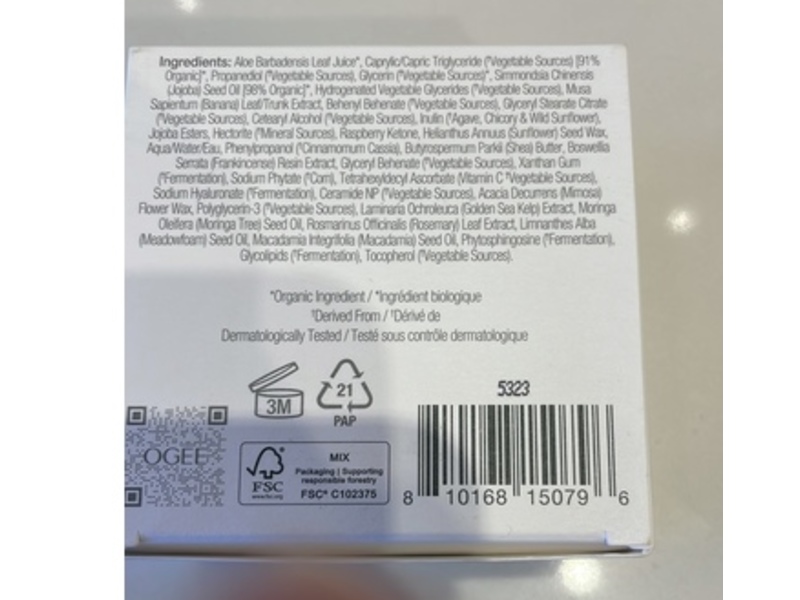 Ingredients: Aloe Barbadensis Leaf Juice*, Caprylic/Capric Triglyceride (†Vegetable Sources) [91%
Organic]*, Propanediol (†Vegetable Sources), Glycerin (†Vegetable Sources)*, Simmondsia Chinensis
(Jojoba) Seed Oil [98% Organic]*, Hydrogenated Vegetable Glycerides (†Vegetable Sources), Musa
Sapientum (Banana) Leaf/Trunk Extract, Behenyl Behenate (†Vegetable Sources), Glyceryl Stearate Citrate
(†Vegetable Sources), Cetearyl Alcohol (†Vegetable Sources), Inulin (†Agave, Chicory & Wild Sunflower),
Jojoba Esters, Hectorite (†Mineral Sources), Raspberry Ketone, Helianthus Annuus (Sunflower) Seed Wax,
Aqua/Water/Eau, Phenylpropanol (†Cinnamomum Cassia), Butyrospermum Parkii (Shea) Butter, Boswellia
Serrata (Frankincense) Resin Extract, Glyceryl Behenate (†Vegetable Sources), Xanthan Gum
(†Fermentation), Sodium Phytate (†Corn), Tetrahexyldecyl Ascorbate (Vitamin C †Vegetable Sources),
Sodium Hyaluronate (†Fermentation), Ceramide NP (†Vegetable Sources), Acacia Decurrens (Mimosa)
Flower Wax, Polyglycerin-3 (†Vegetable Sources), Laminaria Ochroleuca (Golden Sea Kelp) Extract, Moringa
Oleifera (Moringa Tree) Seed Oil, Rosmarinus Officinalis (Rosemary) Leaf Extract, Limnanthes Alba
(Meadowfoam) Seed Oil, Macadamia Integrifolia (Macadamia) Seed Oil, Phytosphingosine (†Fermentation),
Glycolipids (†Fermentation), Tocopherol (†Vegetable Sources).
*Organic Ingredient / *Ingrédient biologique
†Derived From / †Dérivé de
Dermatologically Tested / Testé sous contrôle dermatologique
3M
21
PAP
5323
OGEE
FSC
www.fsc.org
MIX
Packaging | Supporting
responsible forestry
FSC® C102375
8 10168 15079 6